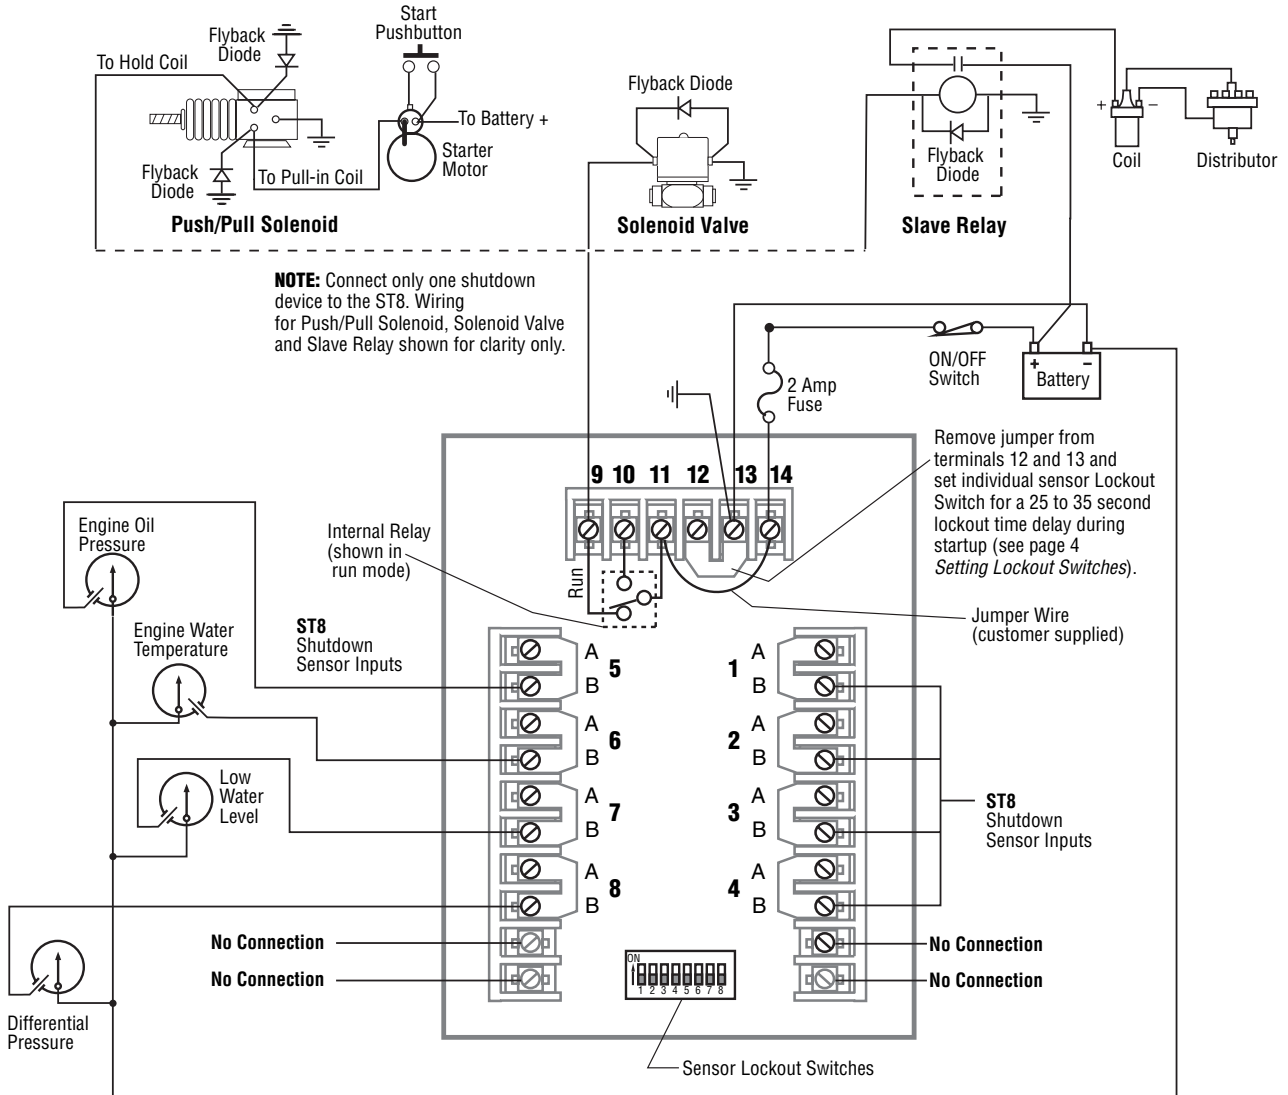 Start
Pushbutton
Flyback
Diode
To Hold Coil
To Battery +
Starter
Motor
Flyback
Diode
To Pull-in Coil
Push/Pull Solenoid
Flyback Diode
Solenoid Valve
Flyback
Diode
Slave Relay
+
−
Coil
Distributor
NOTE: Connect only one shutdown
device to the ST8. Wiring
for Push/Pull Solenoid, Solenoid Valve
and Slave Relay shown for clarity only.
ON/OFF
Switch
+
−
Battery
2 Amp
Fuse
Remove jumper from
terminals 12 and 13 and
set individual sensor Lockout
Switch for a 25 to 35 second
lockout time delay during
startup (see page 4
Setting Lockout Switches).
9 10 11 12 13 14
Internal Relay
(shown in
run mode)
Run
Jumper Wire
(customer supplied)
Engine Oil
Pressure
Engine Water
Temperature
ST8
Shutdown
Sensor Inputs
Low
Water
Level
Differential
Pressure
A
5
B
A
6
B
A
7
B
A
8
B
A
1
B
A
2
B
A
3
B
A
4
B
ST8
Shutdown
Sensor Inputs
No Connection
No Connection
No Connection
No Connection
ON
1 2 3 4 5 6 7 8
Sensor Lockout Switches